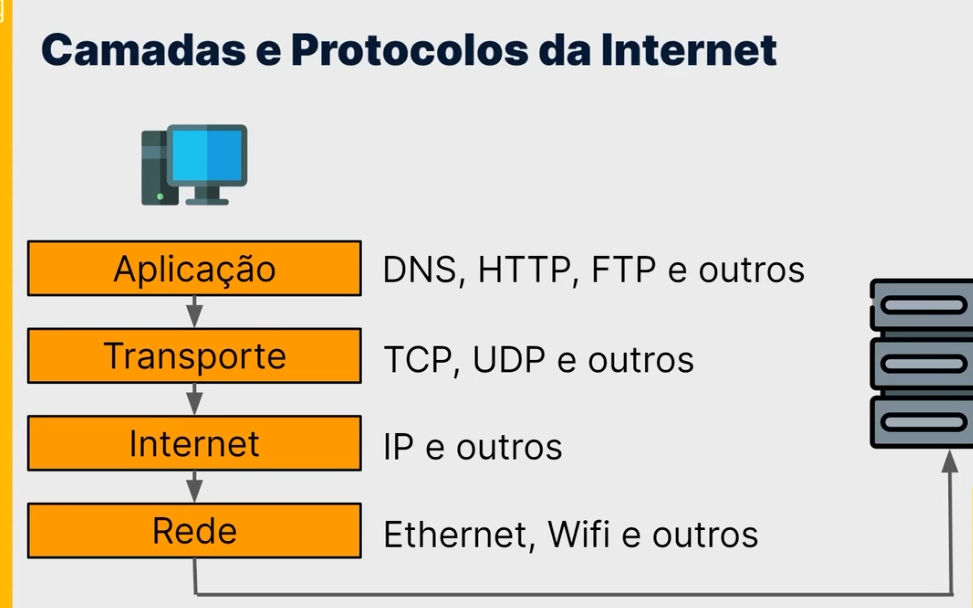 Camadas e Protocolos da Internet
Aplicação DNS, HTTP, FTP e outros
Transporte TCP, UDP e outros
Internet IP e outros
Rede Ethernet, Wifi e outros